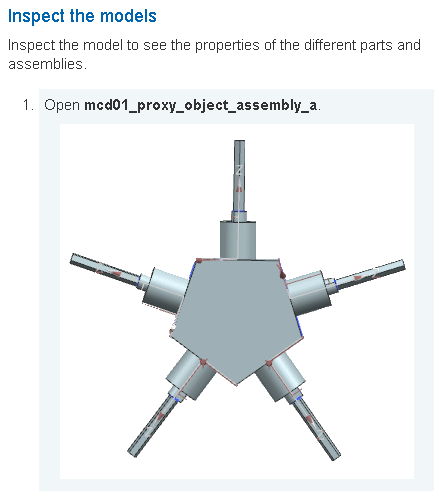 Inspect the models
Inspect the model to see the properties of the different parts and
assemblies.
1. Open mcd01_proxy_object_assembly_a.